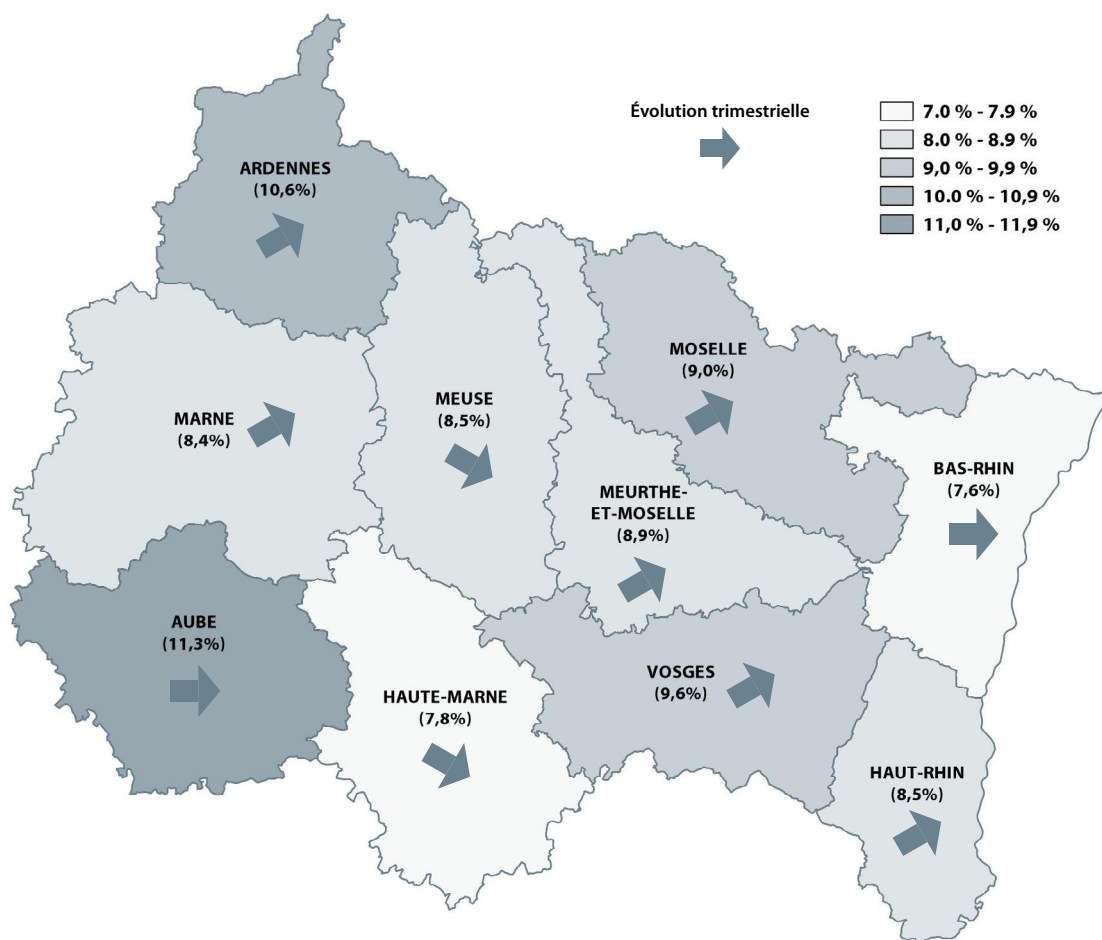 Évolution trimestrielle
7.0 % - 7.9 %
8.0 % - 8.9 %
9,0 % - 9,9 %
10.0 % - 10,9 %
11,0 % - 11,9 %
ARDENNES
(10,6%)
MOSELLE
(9,0%)
MARNE
(8,4%)
MEUSE
(8,5%)
BAS-RHIN
(7,6%)
MEURTHE-
ET-MOSELLE
(8,9%)
AUBE
(11,3%)
HAUTE-MARNE
(7,8%)
VOSGES
(9,6%)
HAUT-RHIN
(8,5%)